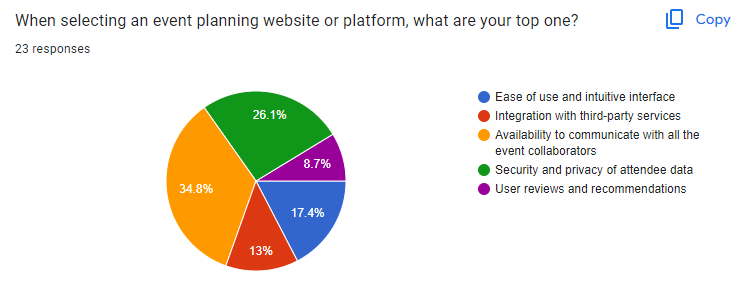 When selecting an event planning website or platform, what are your top one?
Copy
23 responses
26.1%
8.7%
34.8%
17.4%
13%
Ease of use and intuitive interface
Integration with third-party services
Availability to communicate with all the
event collaborators
Security and privacy of attendee data
User reviews and recommendations